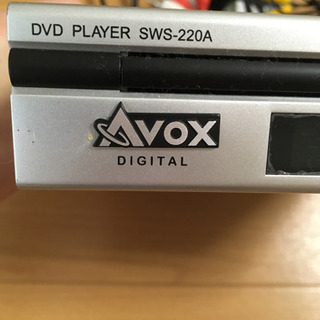 DVD PLAYER SWS-220A
AVOX
DIGITAL